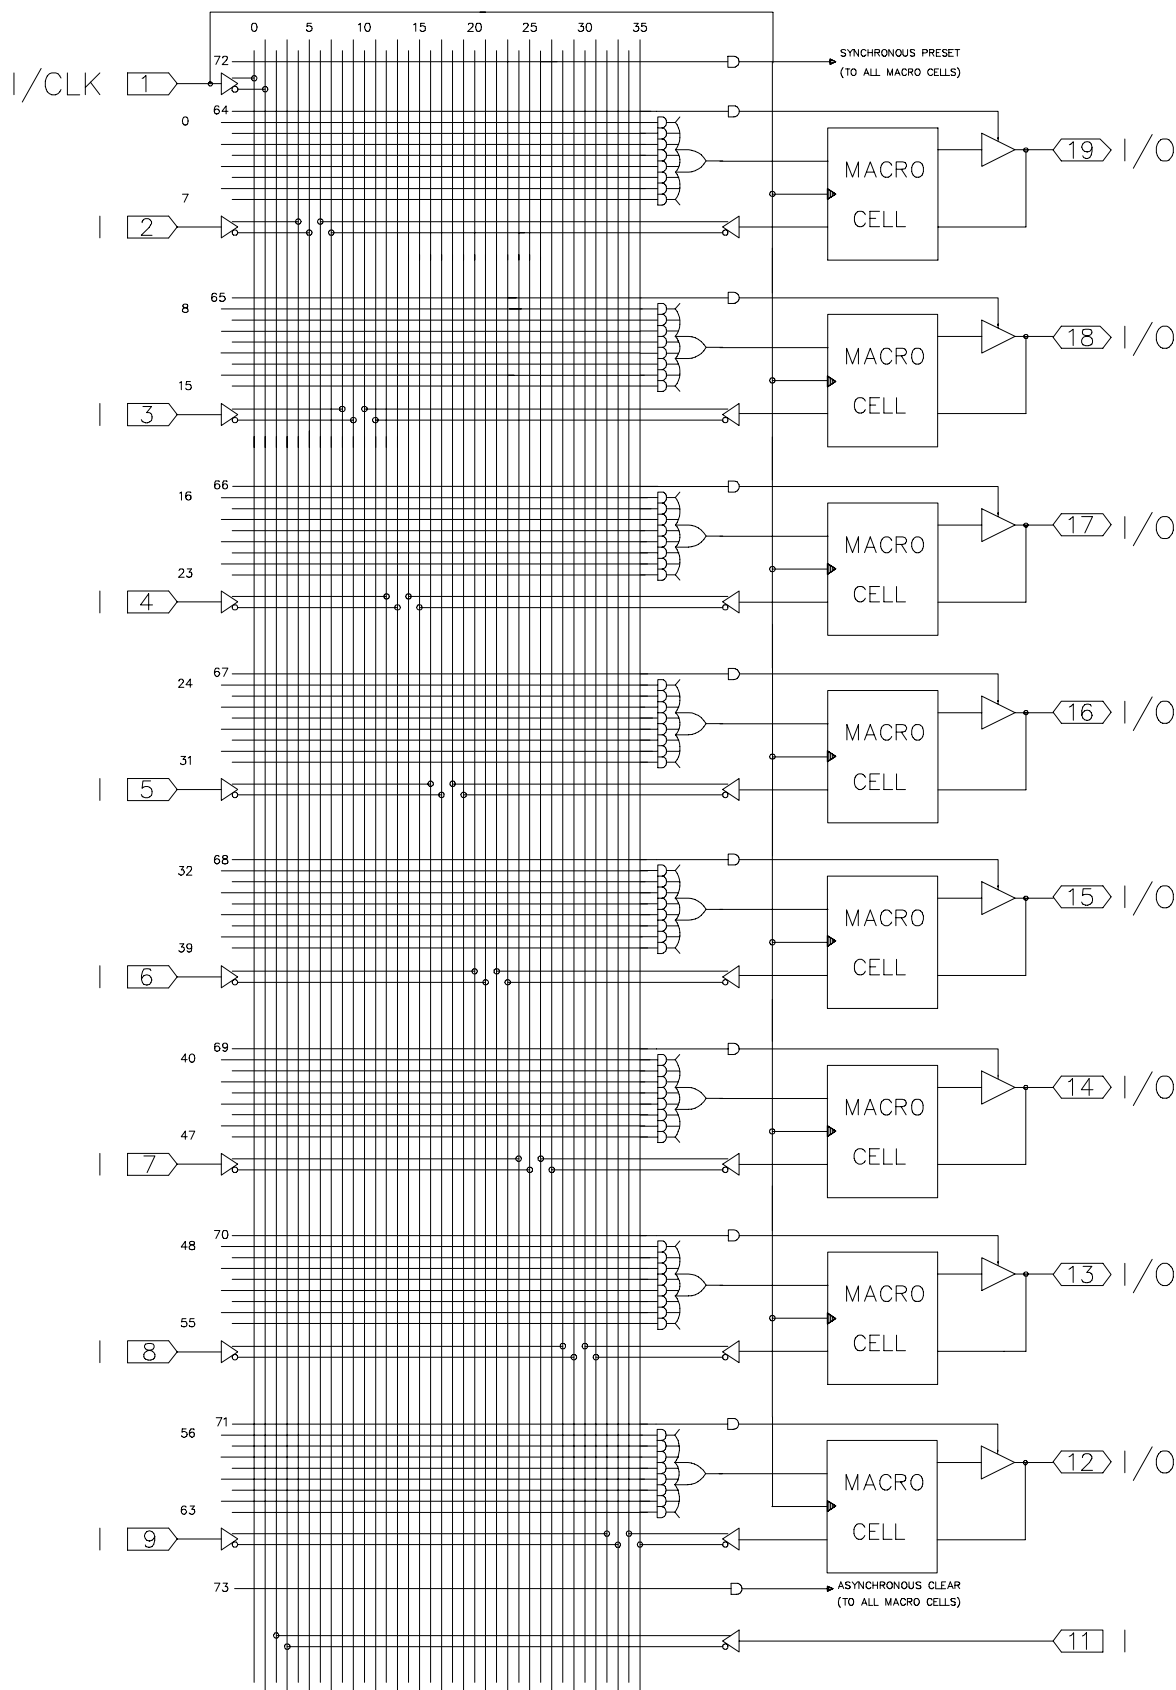 0 5 10 15 20 25 30 35
72 SYNCHRONOUS PRESET
(TO ALL MACRO CELLS)
I/CLK 1
64
0
MACRO
CELL
19 I/O
7
I 2
65
8
MACRO
CELL
18 I/O
15
I 3
66
16
MACRO
CELL
17 I/O
23
I 4
67
24
MACRO
CELL
16 I/O
31
I 5
68
32
MACRO
CELL
15 I/O
39
I 6
69
40
MACRO
CELL
14 I/O
47
I 7
70
48
MACRO
CELL
13 I/O
55
I 8
71
56
MACRO
CELL
12 I/O
63
I 9
73 ASYNCHRONOUS CLEAR
(TO ALL MACRO CELLS)
11 I